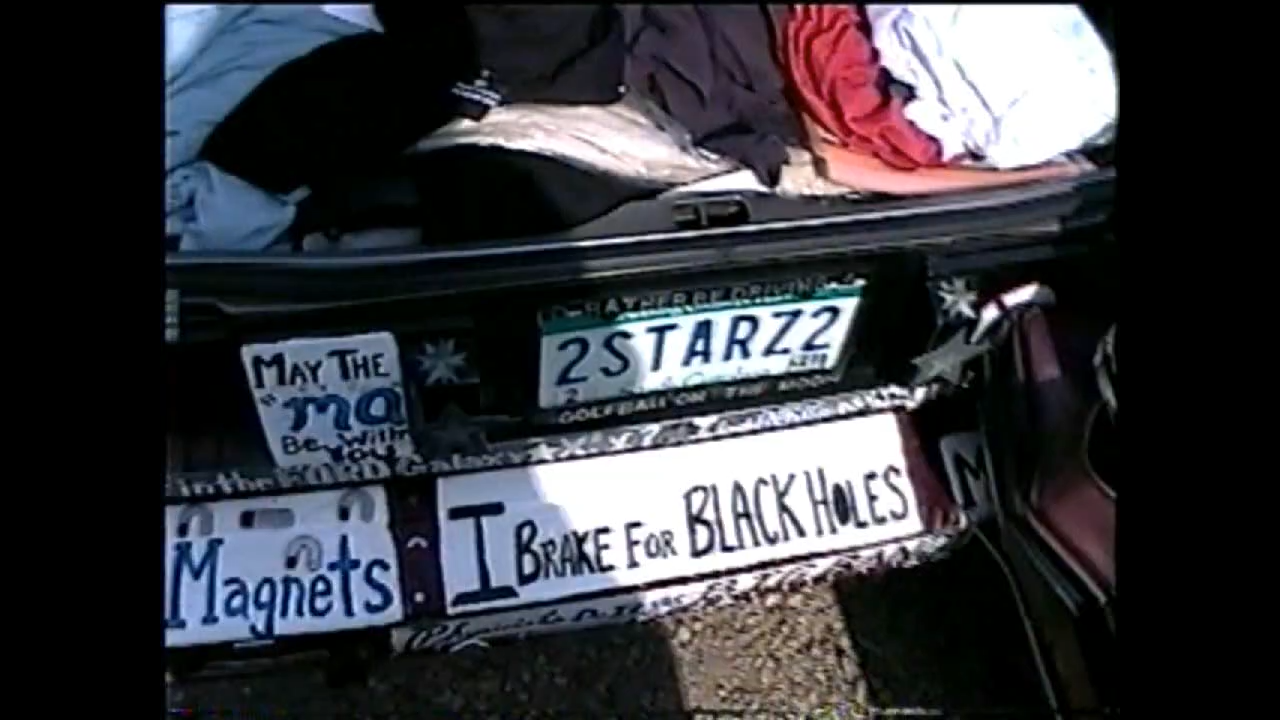 I'D RATHER BE DRIVING A
2STARZ2
GOLFBALL ON THE MOON
MAY THE
"ma
Be With
You
in the FORD Galaxy
Magnets
I BRAKE FOR BLACK HOLES
M